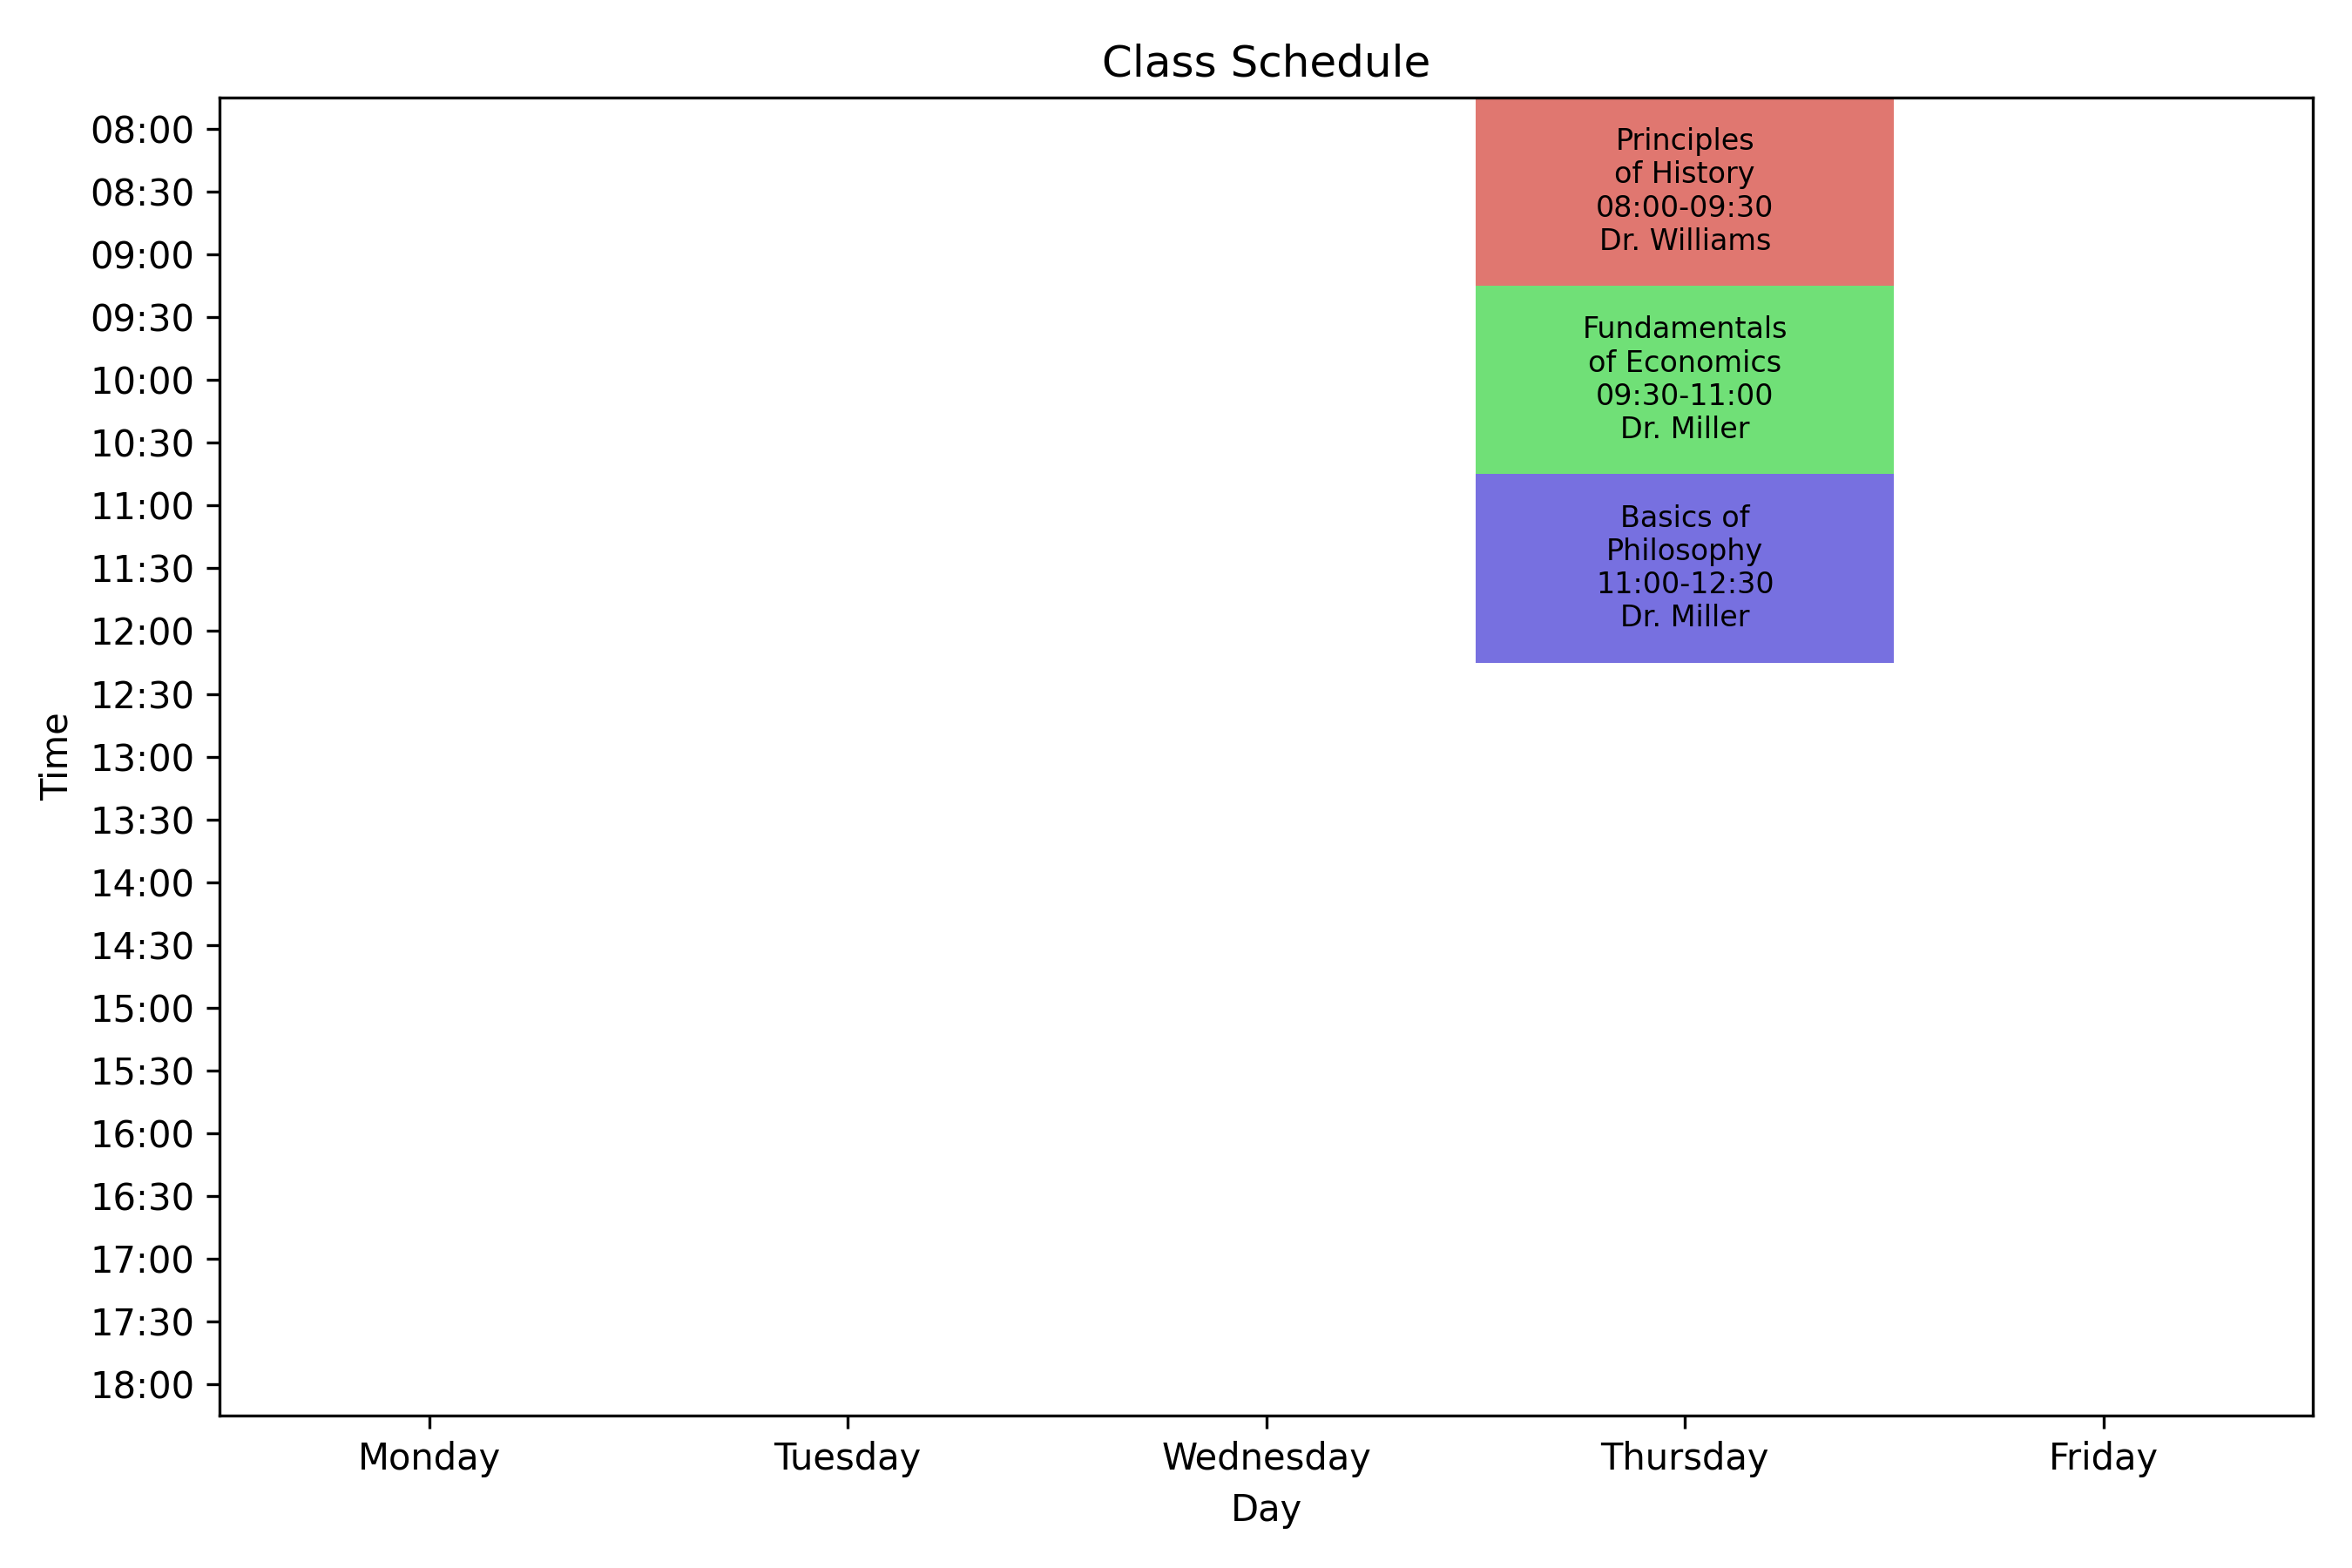 Class Schedule
08:00
08:30
09:00
09:30
10:00
10:30
11:00
11:30
12:00
12:30
13:00
13:30
14:00
14:30
15:00
15:30
16:00
16:30
17:00
17:30
18:00
Time
Principles
of History
08:00-09:30
Dr. Williams
Fundamentals
of Economics
09:30-11:00
Dr. Miller
Basics of
Philosophy
11:00-12:30
Dr. Miller
Monday Tuesday Wednesday Thursday Friday
Day